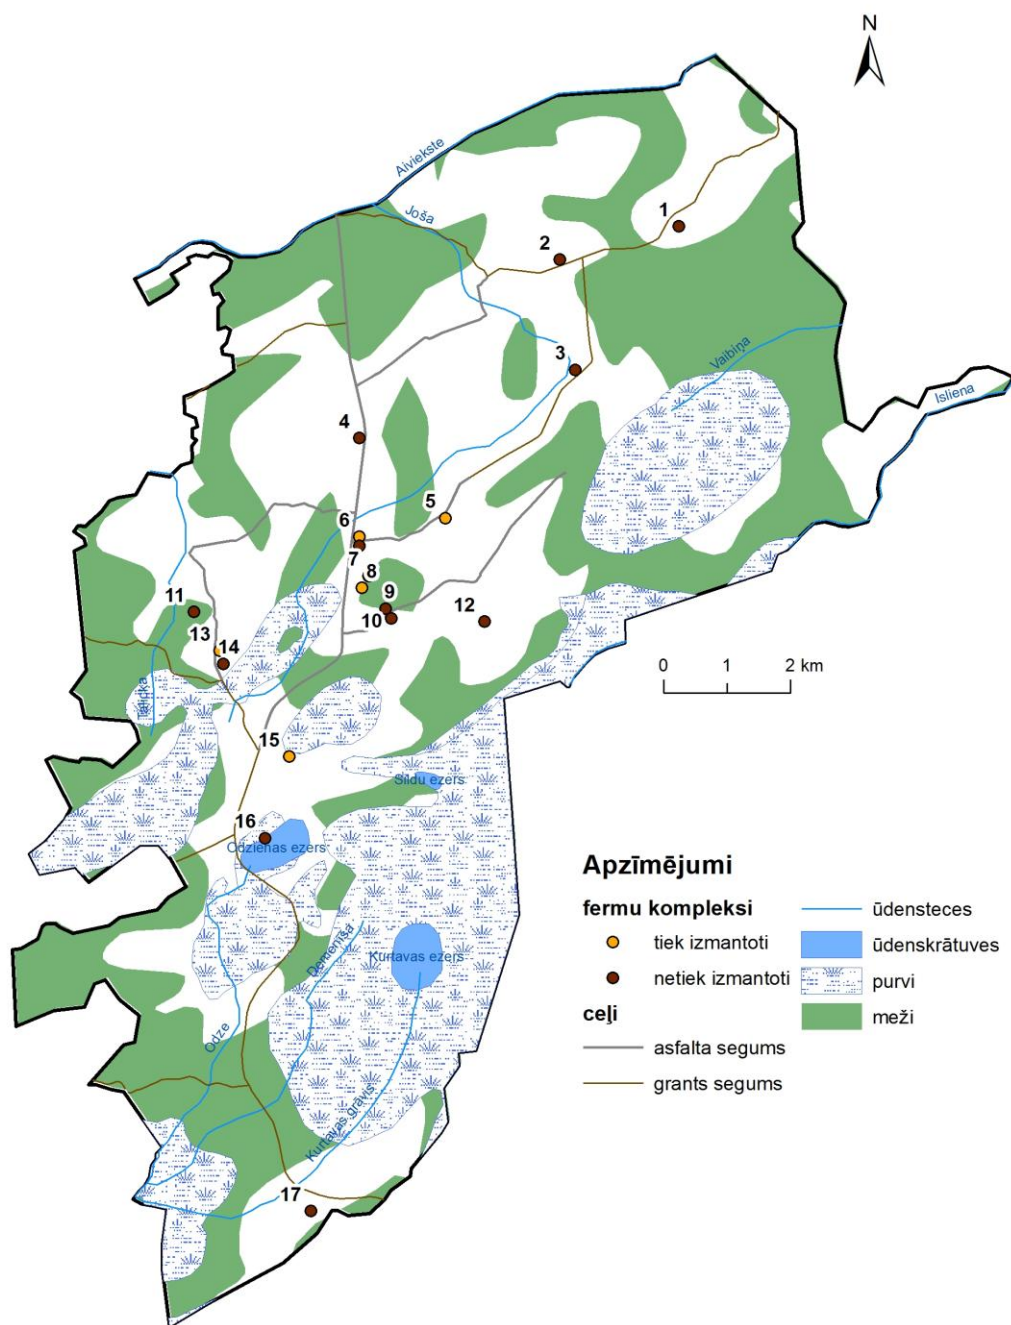 N
Aiviekste
Joša
1
2
3
Vaibiņa
Isliena
4
5
6
7
8
9
10
11
12
13
14
0 1 2 km
15
Sildu ezers
16
Odzienas ezers
Kurtavas ezers
Odze
Kurtavas grāvis
17
Apzīmējumi
fermu kompleksi
tiek izmantoti
netiek izmantoti
ceļi
asfalta segums
grants segums
ūdensteces
ūdenskrātuves
purvi
meži